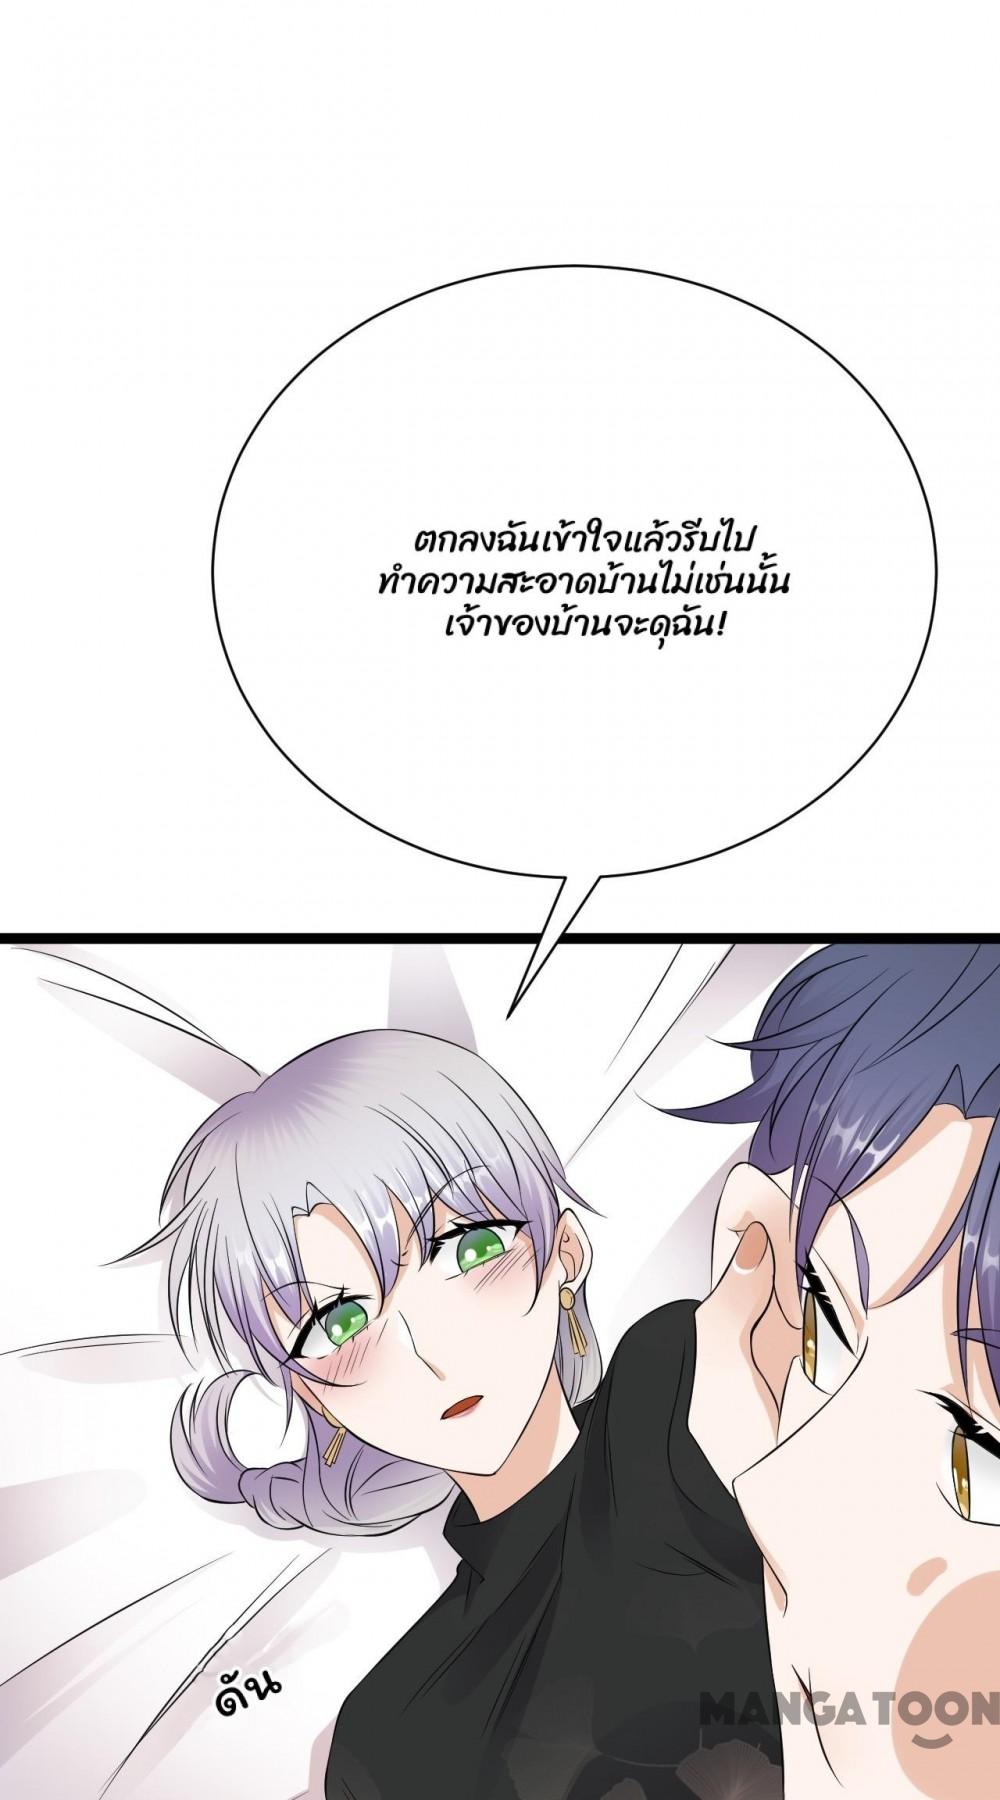 ตกลงฉันเข้าใจแล้วรีบไป
ทำความสะอาดบ้านไม่เช่นนั้น
เจ้าของบ้านจะดุฉัน!
ดัน
MANGA TOON